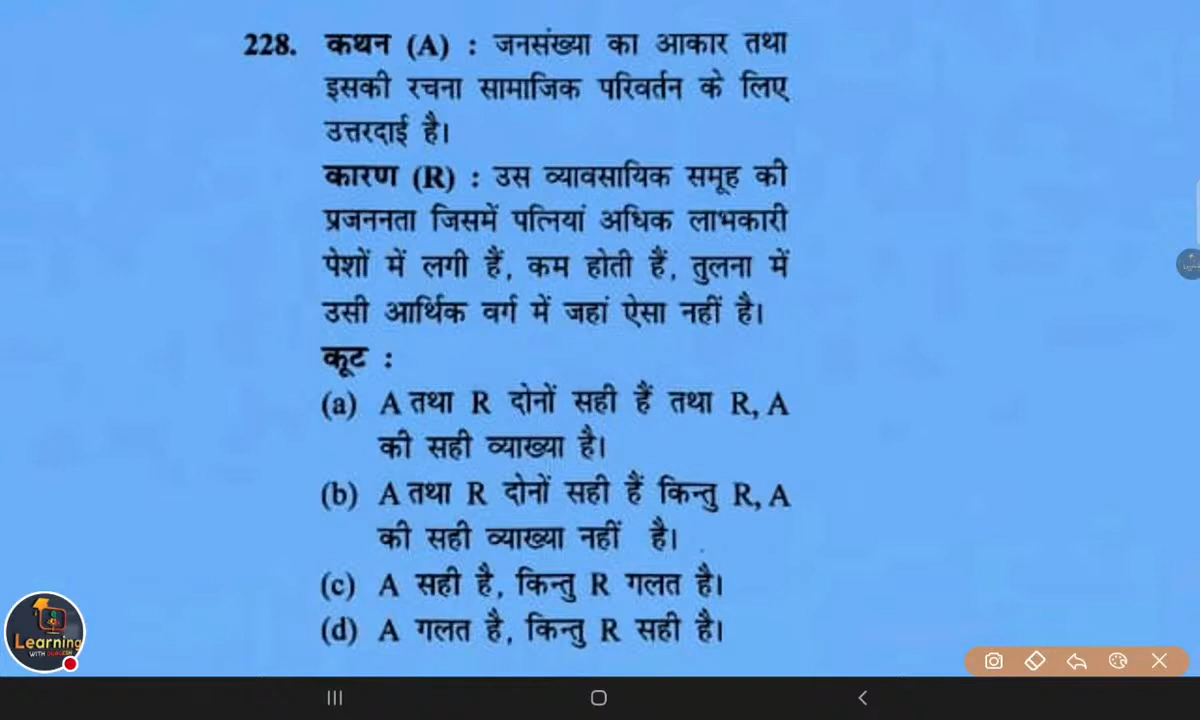 228. कथन (A) : जनसंख्या का आकार तथा
इसकी रचना सामाजिक परिवर्तन के लिए
उत्तरदाई है।
कारण (R) : उस व्यावसायिक समूह की
प्रजननता जिसमें पत्नियां अधिक लाभकारी
पेशों में लगी हैं, कम होती हैं, तुलना में
उसी आर्थिक वर्ग में जहां ऐसा नहीं है।
कूट :
(a) A तथा R दोनों सही हैं तथा R, A
की सही व्याख्या है।
(b) A तथा R दोनों सही हैं किन्तु R, A
की सही व्याख्या नहीं है।
(c) A सही है, किन्तु R गलत है।
(d) A गलत है, किन्तु R सही है।
Learning